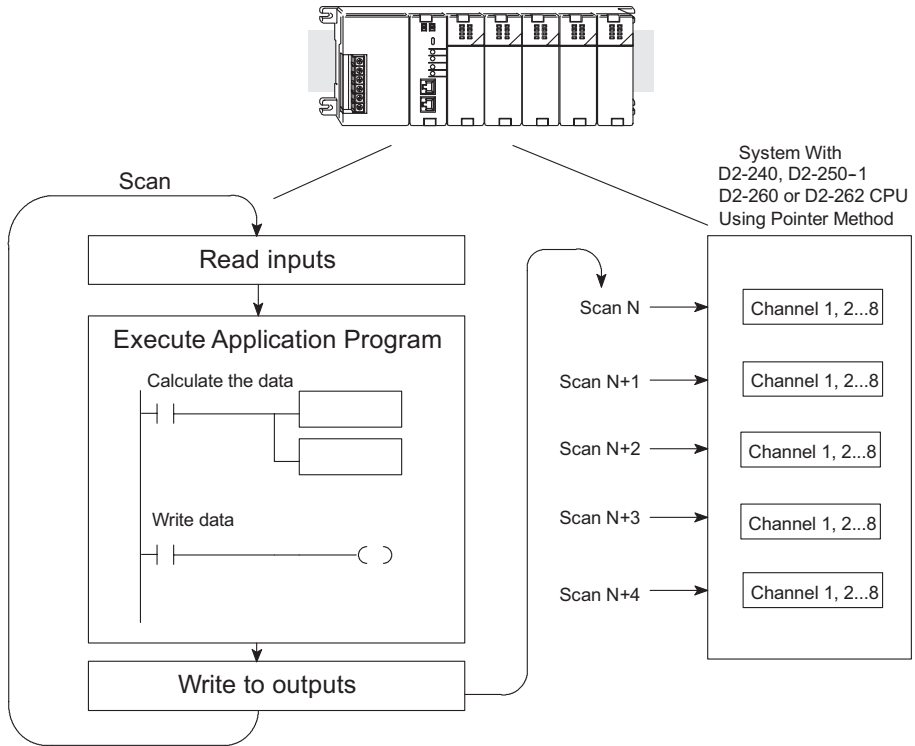 System With
D2-240, D2-250-1
D2-260 or D2-262 CPU
Using Pointer Method
Scan
Read inputs
Execute Application Program
Calculate the data
Write data
Write to outputs
Scan N
Channel 1, 2...8
Scan N+1
Channel 1, 2...8
Scan N+2
Channel 1, 2...8
Scan N+3
Channel 1, 2...8
Scan N+4
Channel 1, 2...8